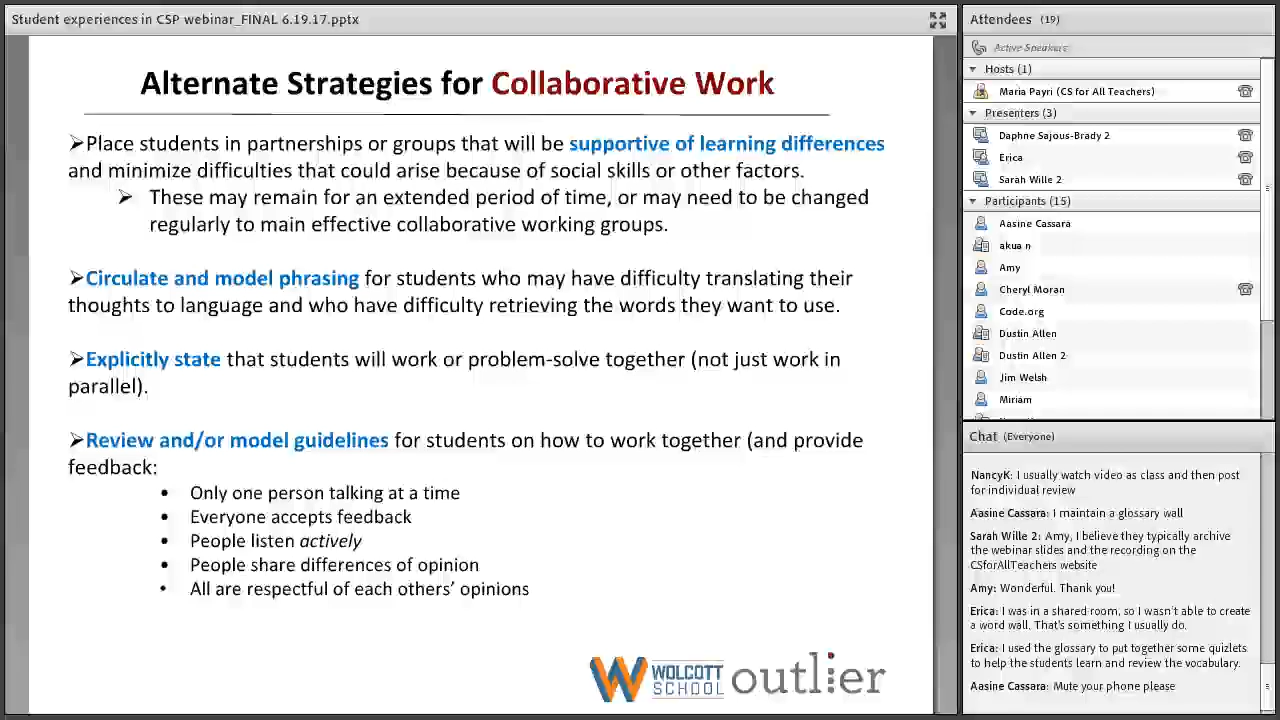 Student experiences in CSP webinar_FINAL 6.19.17.pptx
Alternate Strategies for Collaborative Work
➢Place students in partnerships or groups that will be supportive of learning differences
and minimize difficulties that could arise because of social skills or other factors.
➢ These may remain for an extended period of time, or may need to be changed
regularly to main effective collaborative working groups.
➢Circulate and model phrasing for students who may have difficulty translating their
thoughts to language and who have difficulty retrieving the words they want to use.
➢Explicitly state that students will work or problem-solve together (not just work in
parallel).
➢Review and/or model guidelines for students on how to work together (and provide
feedback:
• Only one person talking at a time
• Everyone accepts feedback
• People listen actively
• People share differences of opinion
• All are respectful of each others’ opinions
WOLCOTT
SCHOOL
outlier
Attendees (19)
Active Speakers
Hosts (1)
Maria Payri (CS for All Teachers)
Presenters (3)
Daphne Sajous-Brady 2
Erica
Sarah Wille 2
Participants (15)
Aasine Cassara
akua n
Amy
Cheryl Moran
Code.org
Dustin Allen
Dustin Allen 2
Jim Welsh
Miriam
Chat (Everyone)
NancyK: I usually watch video as class and then post
for individual review
Aasine Cassara: I maintain a glossary wall
Sarah Wille 2: Amy, I believe they typically archive
the webinar slides and the recording on the
CSforAllTeachers website
Amy: Wonderful. Thank you!
Erica: I was in a shared room, so I wasn't able to create
a word wall. That's something I usually do.
Erica: I used the glossary to put together some quizlets
to help the students learn and review the vocabulary.
Aasine Cassara: Mute your phone please